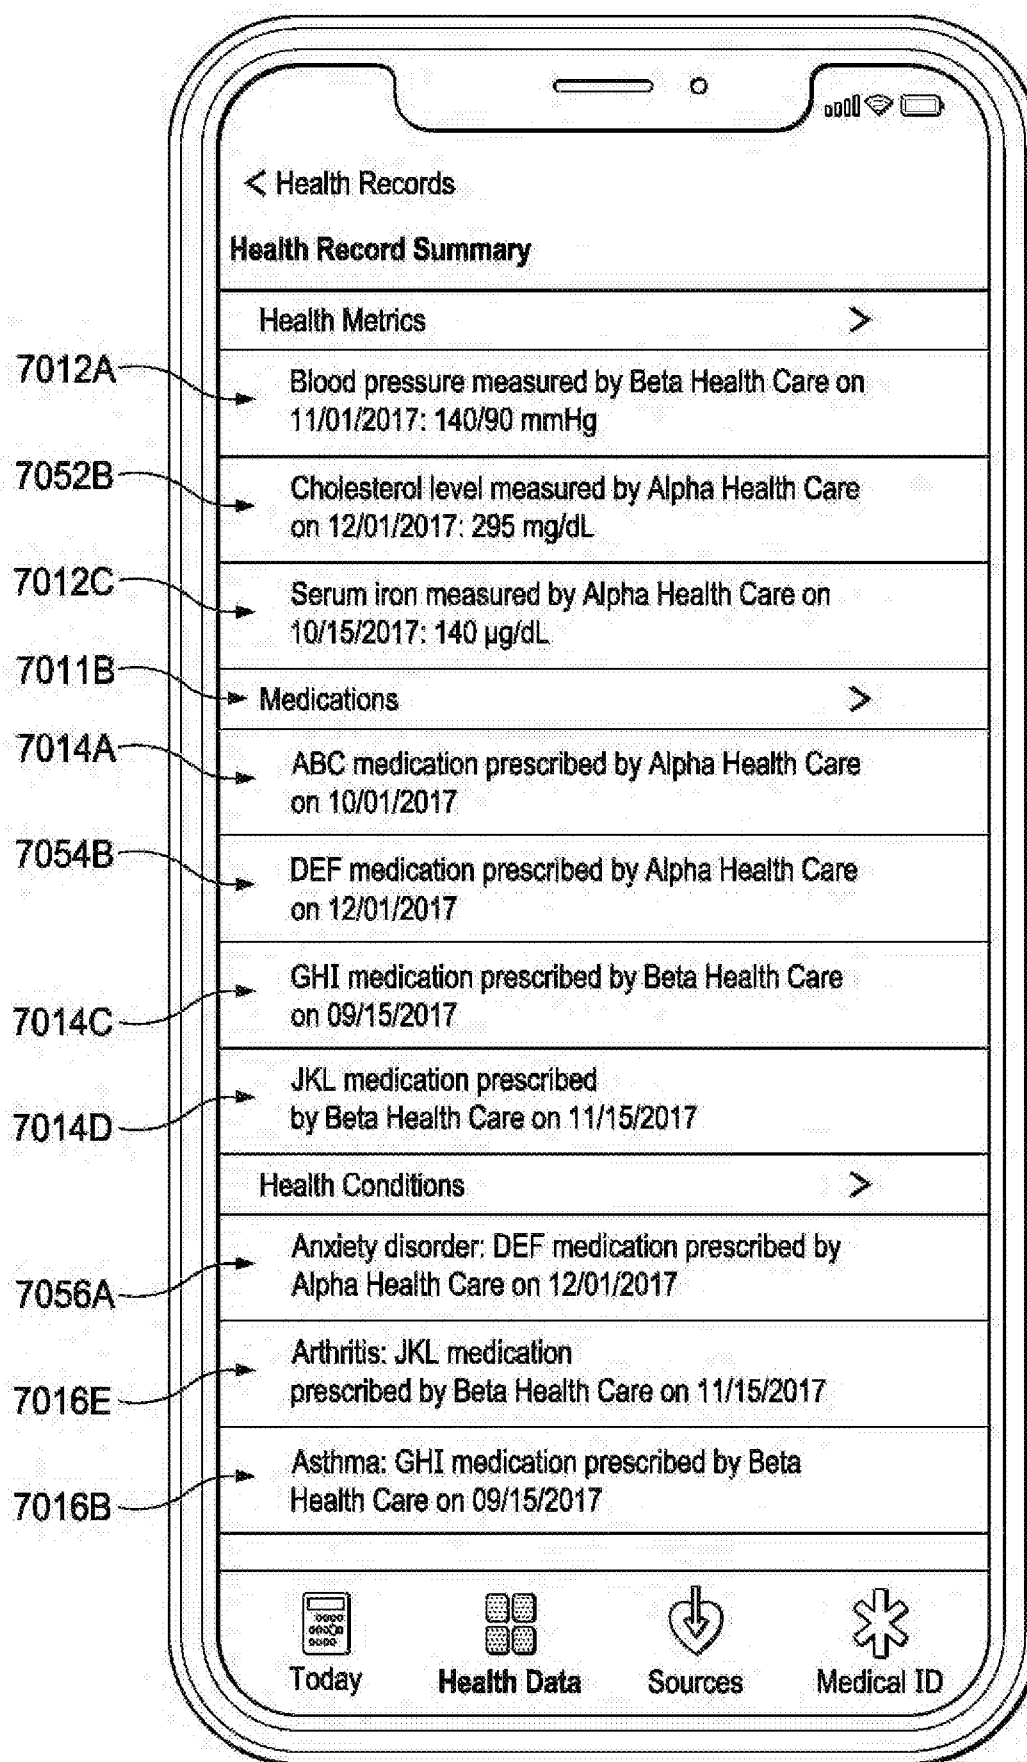 < Health Records
Health Record Summary
Health Metrics >
7012A
Blood pressure measured by Beta Health Care on
11/01/2017: 140/90 mmHg
7052B
Cholesterol level measured by Alpha Health Care
on 12/01/2017: 295 mg/dL
7012C
Serum iron measured by Alpha Health Care on
10/15/2017: 140 µg/dL
7011B
Medications >
7014A
ABC medication prescribed by Alpha Health Care
on 10/01/2017
7054B
DEF medication prescribed by Alpha Health Care
on 12/01/2017
7014C
GHI medication prescribed by Beta Health Care
on 09/15/2017
7014D
JKL medication prescribed
by Beta Health Care on 11/15/2017
Health Conditions >
7056A
Anxiety disorder: DEF medication prescribed by
Alpha Health Care on 12/01/2017
7016E
Arthritis: JKL medication
prescribed by Beta Health Care on 11/15/2017
7016B
Asthma: GHI medication prescribed by Beta
Health Care on 09/15/2017
Today Health Data Sources Medical ID